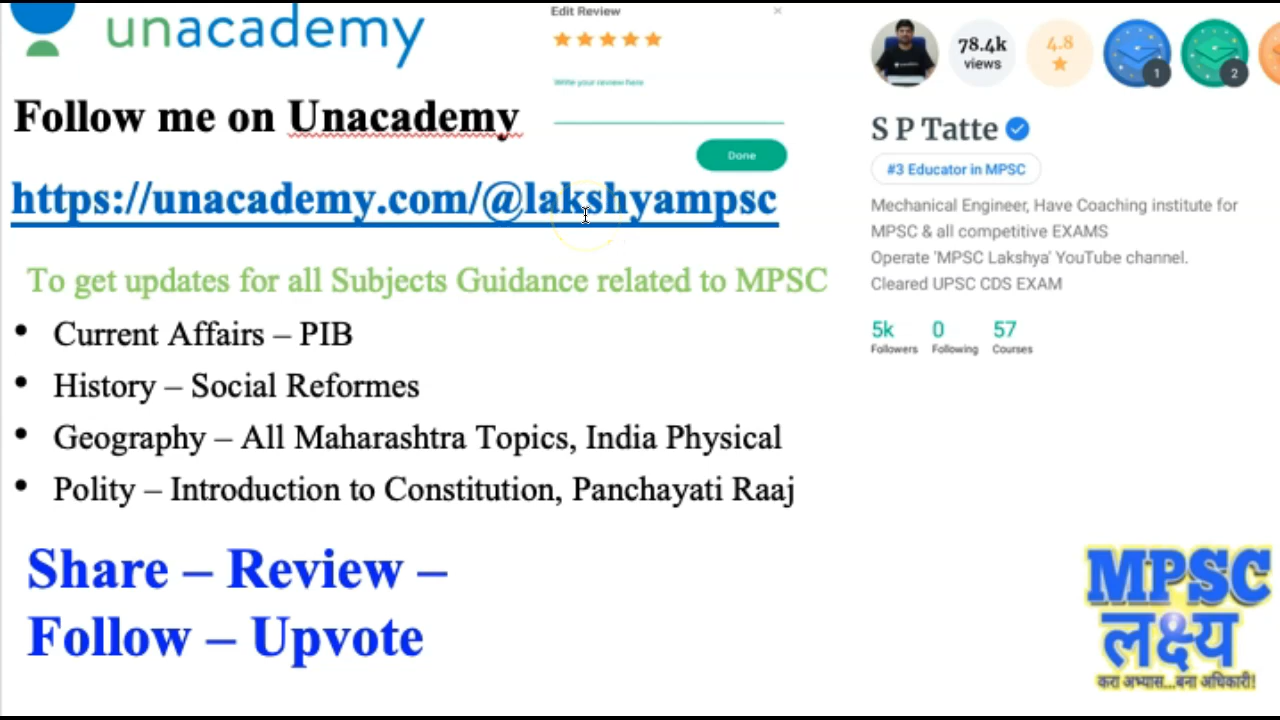 unacademy
Follow me on Unacademy
https://unacademy.com/@lakshyampsc
To get updates for all Subjects Guidance related to MPSC
• Current Affairs – PIB
• History – Social Reformes
• Geography – All Maharashtra Topics, India Physical
• Polity – Introduction to Constitution, Panchayati Raaj
Share – Review –
Follow – Upvote
Edit Review ×
Write your review here
Done
78.4k
views
4.8
1
2
S P Tatte
#3 Educator in MPSC
Mechanical Engineer, Have Coaching institute for
MPSC & all competitive EXAMS
Operate 'MPSC Lakshya' YouTube channel.
Cleared UPSC CDS EXAM
5k 0 57
Followers Following Courses
MPSC
लक्ष्य
करा अभ्यास...बना अधिकारी!